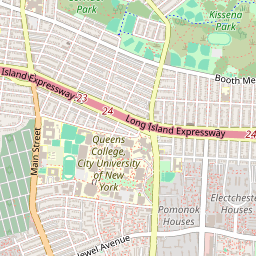 Park
Kissena
Park
Booth Me
Island Expressway
23
24
Long Island Expressway
24
Main Street
Queens
College,
City University
of New
York
Electchester
Houses
Pomonok
Houses
Jewel Avenue